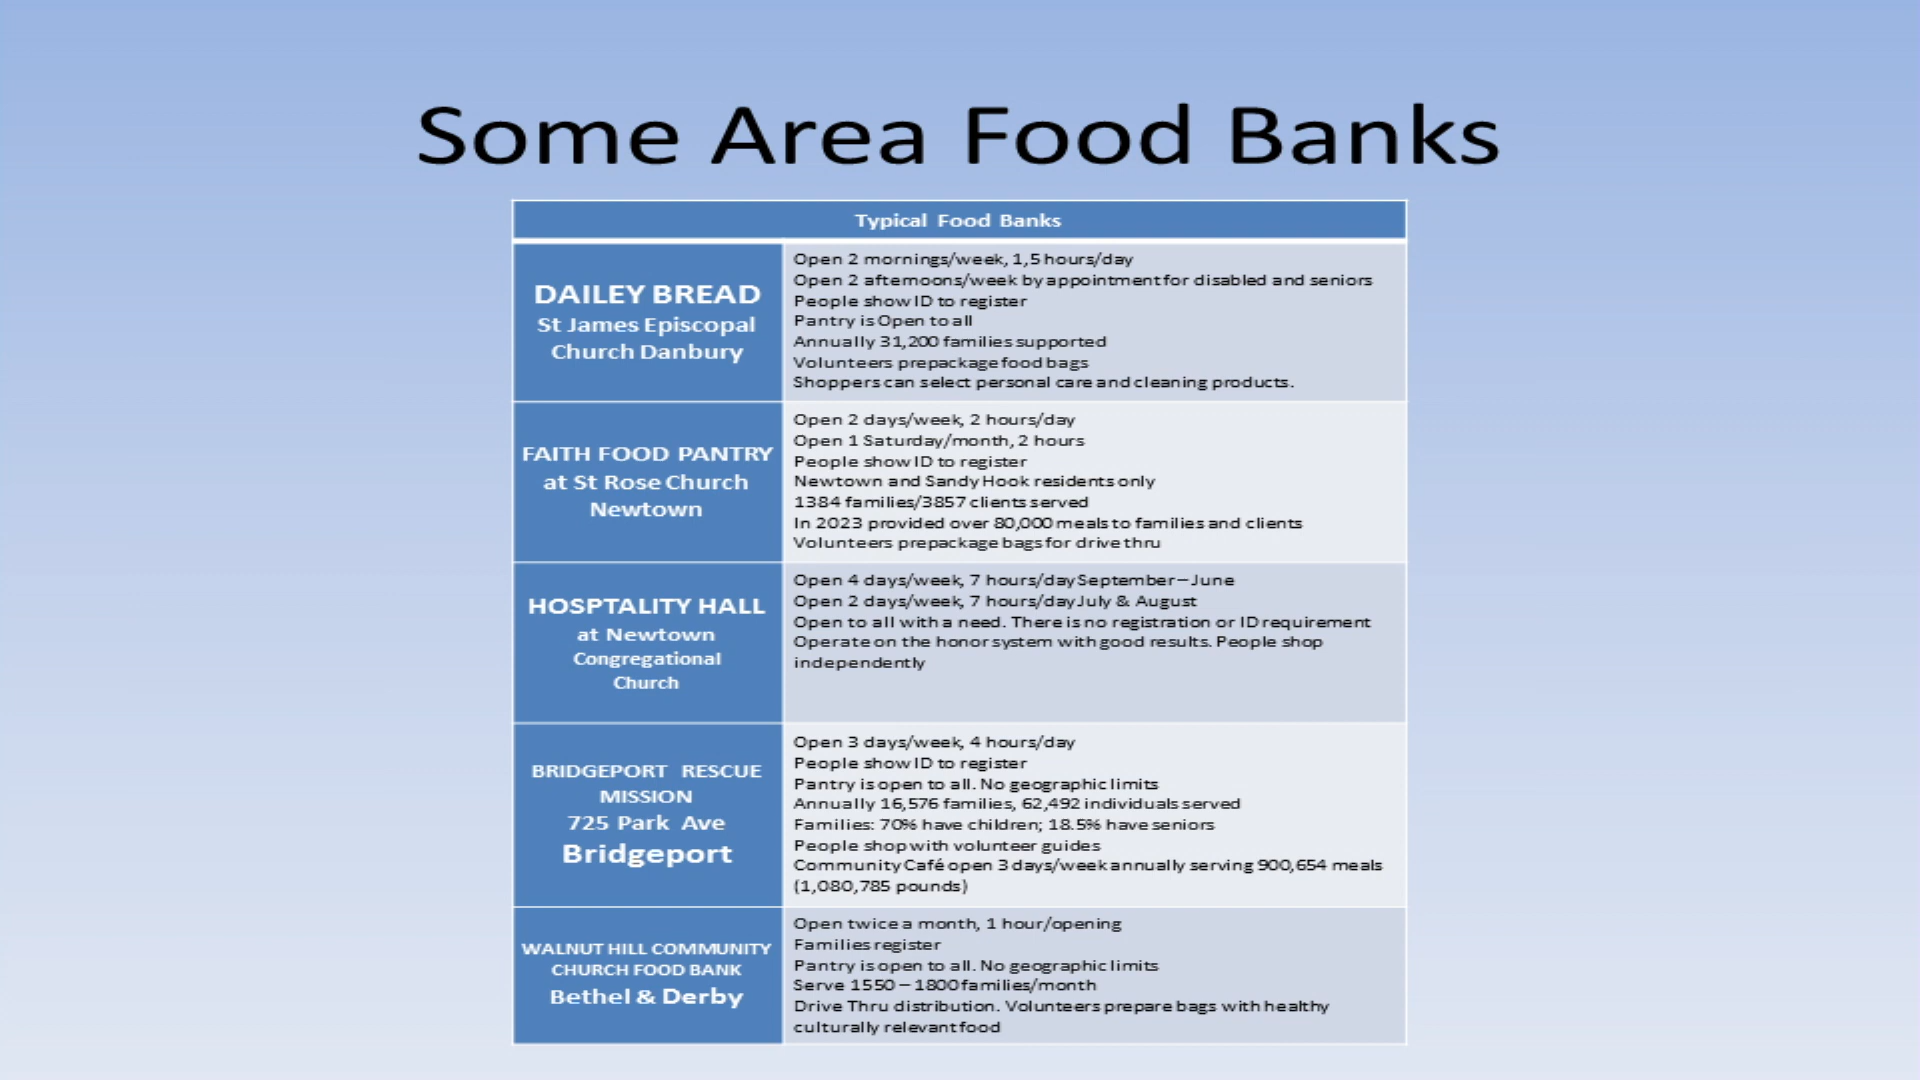 Some Area Food Banks
Typical Food Banks
DAILEY BREAD
St James Episcopal
Church Danbury
Open 2 mornings/week, 1,5 hours/day
Open 2 afternoons/week by appointment for disabled and seniors
People show ID to register
Pantry is Open to all
Annually 31,200 families supported
Volunteers prepackage food bags
Shoppers can select personal care and cleaning products.
FAITH FOOD PANTRY
at St Rose Church
Newtown
Open 2 days/week, 2 hours/day
Open 1 Saturday/month, 2 hours
People show ID to register
Newtown and Sandy Hook residents only
1384 families/3857 clients served
In 2023 provided over 80,000 meals to families and clients
Volunteers prepackage bags for drive thru
HOSPTALITY HALL
at Newtown
Congregational
Church
Open 4 days/week, 7 hours/day September – June
Open 2 days/week, 7 hours/day July & August
Open to all with a need. There is no registration or ID requirement
Operate on the honor system with good results. People shop
independently
BRIDGEPORT RESCUE
MISSION
725 Park Ave
Bridgeport
Open 3 days/week, 4 hours/day
People show ID to register
Pantry is open to all. No geographic limits
Annually 16,576 families, 62,492 individuals served
Families: 70% have children; 18.5% have seniors
People shop with volunteer guides
Community Café open 3 days/week annually serving 900,654 meals
(1,080,785 pounds)
WALNUT HILL COMMUNITY
CHURCH FOOD BANK
Bethel & Derby
Open twice a month, 1 hour/opening
Families register
Pantry is open to all. No geographic limits
Serve 1550 – 1800 families/month
Drive Thru distribution. Volunteers prepare bags with healthy
culturally relevant food